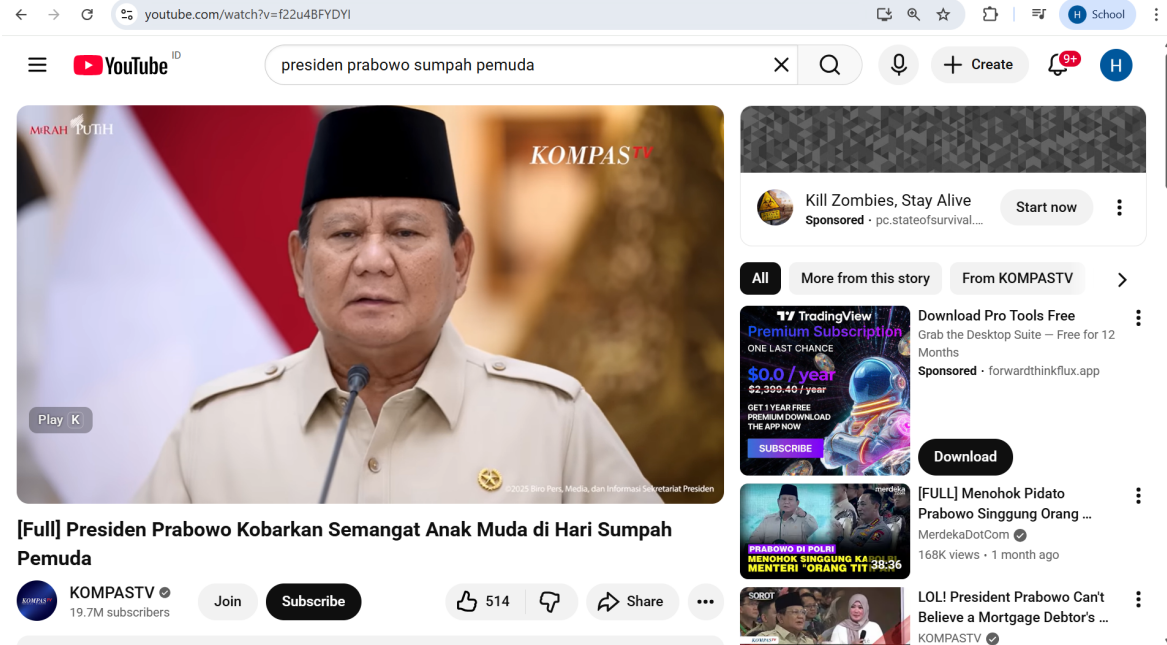 youtube.com/watch?v=f22u4BFYDYI
School
YouTube ID
presiden prabowo sumpah pemuda
Create
9+
H
MERAH PUTIH
KOMPASTV
Play K
©2025 Biro Pers, Media, dan Informasi Sekretariat Presiden
[Full] Presiden Prabowo Kobarkan Semangat Anak Muda di Hari Sumpah
Pemuda
KOMPASTV
19.7M subscribers
Join
Subscribe
514
Share
Kill Zombies, Stay Alive
Sponsored · pc.stateofsurvival....
Start now
All
More from this story
From KOMPASTV
TradingView
Premium Subscription
ONE LAST CHANCE
$0.0 / year
$2,399.40 / year
GET 1 YEAR FREE
PREMIUM DOWNLOAD
THE APP NOW
SUBSCRIBE
Download Pro Tools Free
Grab the Desktop Suite — Free for 12
Months
Sponsored · forwardthinkflux.app
Download
merdeka
PRABOWO DI POLRI
MENOHOK SINGGUNG
MENTERI "ORANG
38:36
[FULL] Menohok Pidato
Prabowo Singgung Orang ...
MerdekaDotCom
168K views · 1 month ago
SOROT
LOL! President Prabowo Can't
Believe a Mortgage Debtor's ...
KOMPASTV